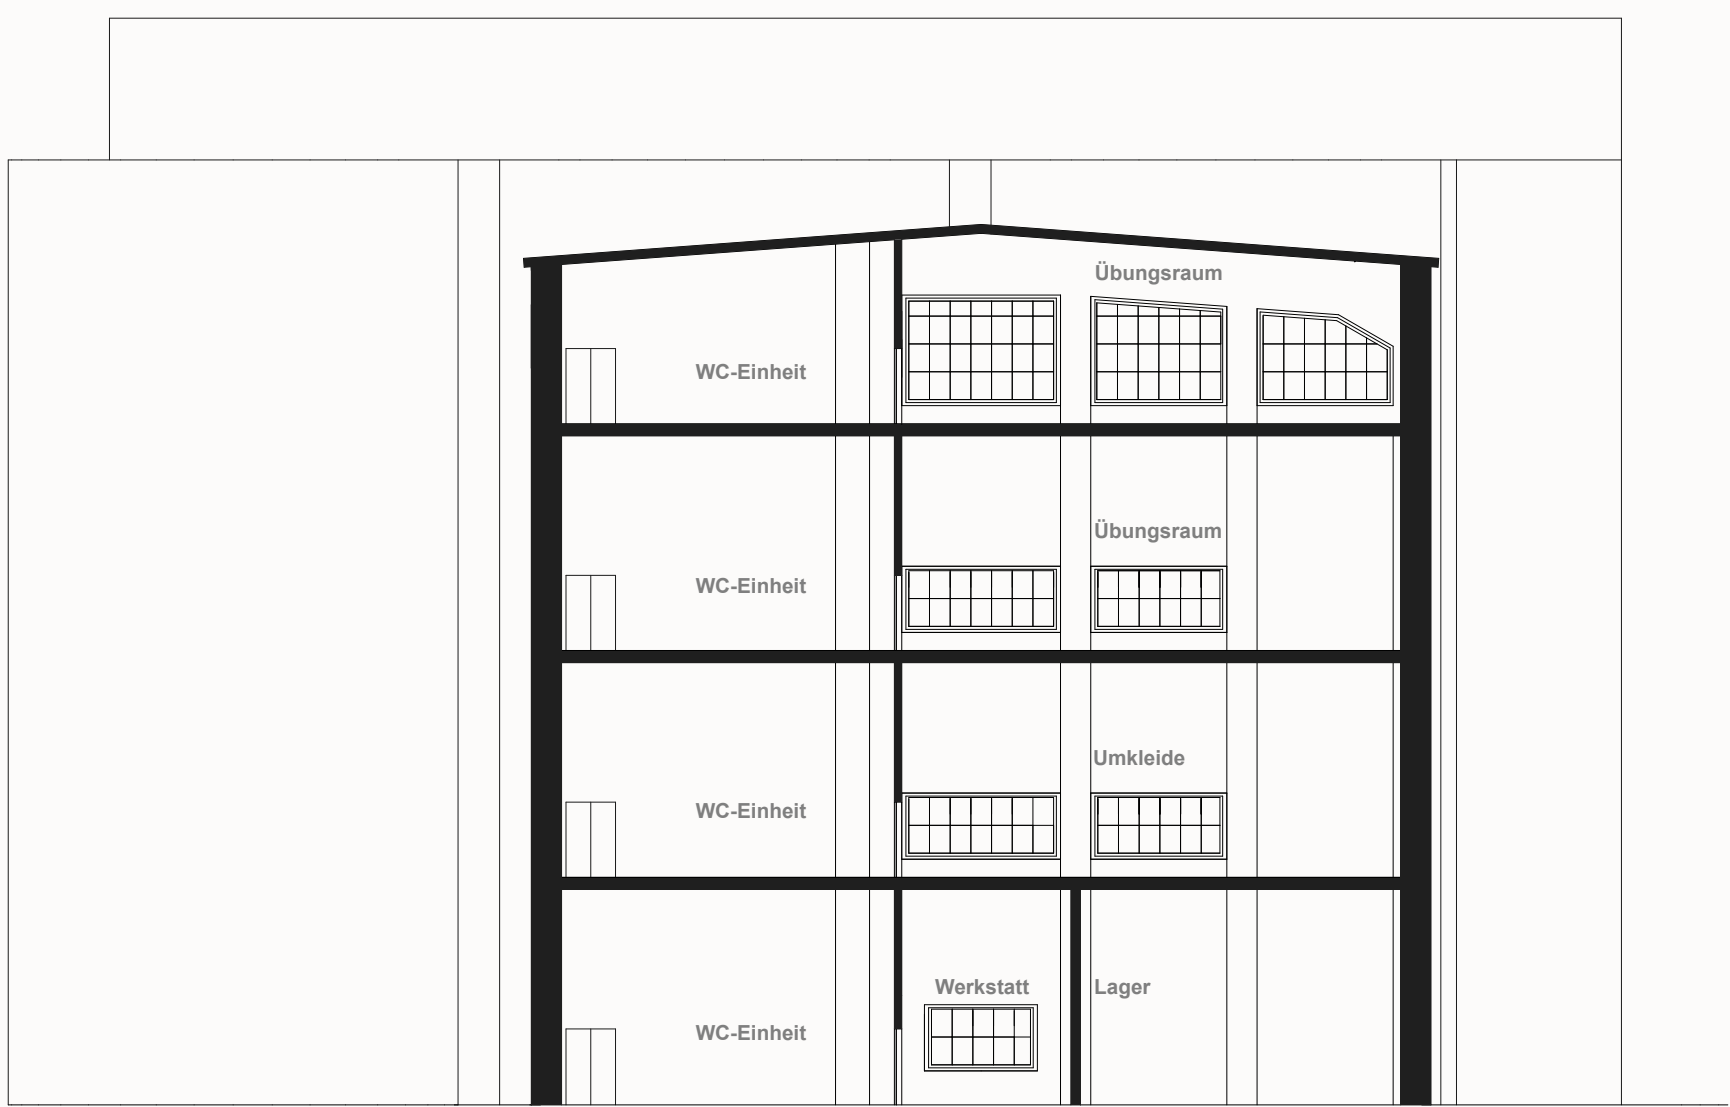 Übungsraum
WC-Einheit
Übungsraum
WC-Einheit
Umkleide
WC-Einheit
Werkstatt
Lager
WC-Einheit